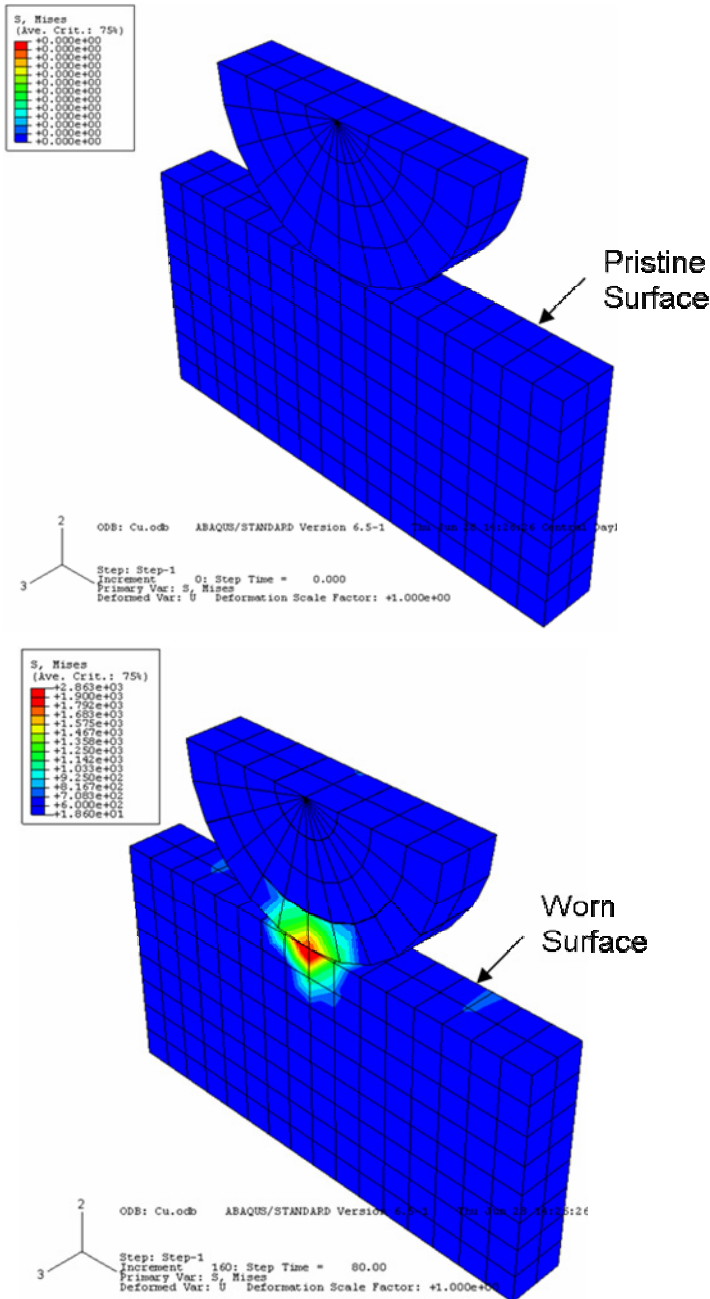 S, Mises
(Ave. Crit.: 75%)
+0.000e+00
+0.000e+00
+0.000e+00
+0.000e+00
+0.000e+00
+0.000e+00
+0.000e+00
+0.000e+00
+0.000e+00
+0.000e+00
+0.000e+00
+0.000e+00
+0.000e+00
Pristine
Surface
2
3
ODB: Cu.odb ABAQUS/STANDARD Version 6.5-1
Step: Step-1
Increment 0: Step Time = 0.000
Primary Var: S, Mises
Deformed Var: U Deformation Scale Factor: +1.000e+00
S, Mises
(Ave. Crit.: 75%)
+2.863e+03
+1.900e+03
+1.792e+03
+1.683e+03
+1.575e+03
+1.467e+03
+1.358e+03
+1.250e+03
+1.142e+03
+1.033e+03
+9.250e+02
+8.167e+02
+7.083e+02
+6.000e+02
+1.860e+01
Worn
Surface
2
3
ODB: Cu.odb ABAQUS/STANDARD Version
Step: Step-1
Increment 160: Step Time = 80.00
Primary Var: S, Mises
Deformed Var: U Deformation Scale Factor: +1.000e+00